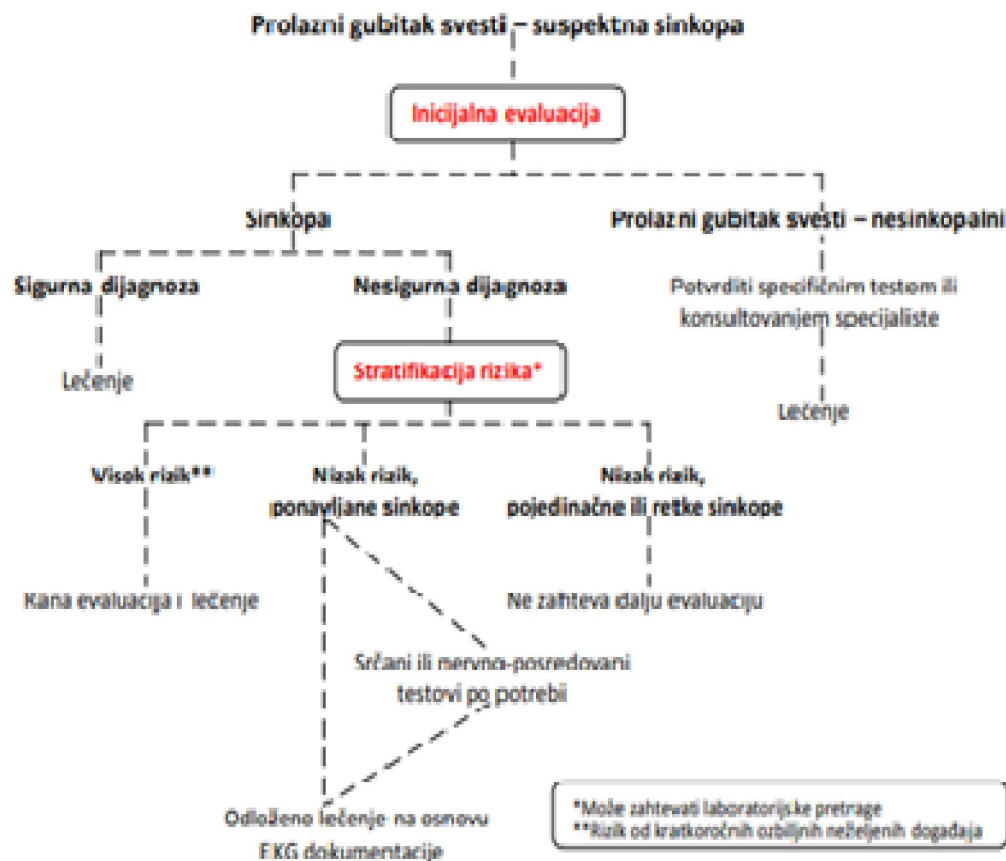 Prolazni gubitak svesti – suspektna sinkopa
Inicijalna evaluacija
Sinkopa
Prolazni gubitak svesti – nesinkopalni
Sigurna dijagnoza
Nesigurna dijagnoza
Potvrditi specifičnim testom ili
konsultovanjem specijaliste
Lečenje
Stratifikacija rizika*
Lečenje
Visok rizik**
Nizak rizik,
ponavljane sinkope
Nizak rizik,
pojedinačne ili retke sinkope
Rana evaluacija i lečenje
Ne zahteva dalju evaluaciju
Srčani ili nervno-posredovani
testovi po potrebi
Odloženo lečenje na osnovu
EKG dokumentacije
*Može zahtevati laboratorijske pretrage
**Rizik od kratkoročnih ozbiljnih neželjenih događaja